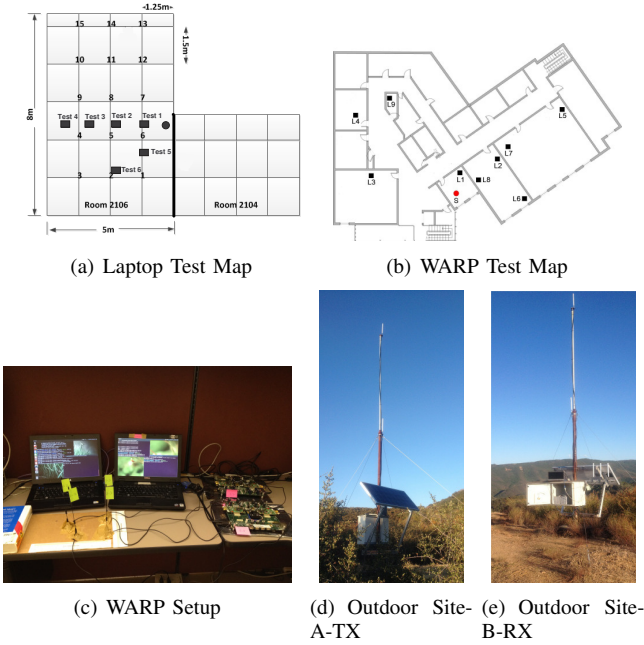 1.25m
15 14 13
1.5m
10 11 12
8m
9 8 7
Test 4 Test 3 Test 2 Test 1
4 5 6
Test 5
Test 6
3 2 1
Room 2106 Room 2104
5m
(a) Laptop Test Map
L9
L4
L5
L7
L2
L1
L8
L3
L6
S
(b) WARP Test Map
(c) WARP Setup
(d) Outdoor Site-
A-TX
(e) Outdoor Site-
B-RX